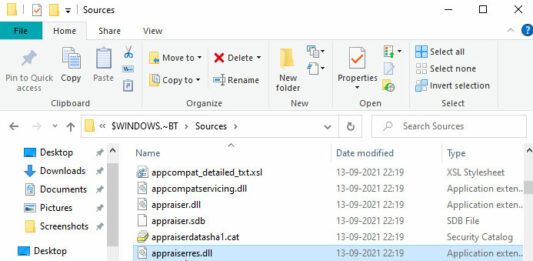 Sources
File Home Share View
Pin to Quick access
Copy
Paste
Clipboard
Move to
Copy to
Delete
Rename
Organize
New folder
New
Properties
Open
Select all
Select none
Invert selection
Select
« $WINDOWS.~BT > Sources >
Search Sources
Desktop
Downloads
Documents
Pictures
Screenshots
Desktop
Name Date modified Type
appcompat_detailed_txt.xsl 13-09-2021 22:19 XSL Stylesheet
appcompatservicing.dll 13-09-2021 22:19 Application exten...
appraiser.dll 13-09-2021 22:19 Application exten...
appraiser.sdb 13-09-2021 22:19 SDB File
appraiserdatasha1.cat 13-09-2021 22:19 Security Catalog
appraiserres.dll 13-09-2021 22:19 Application exten...